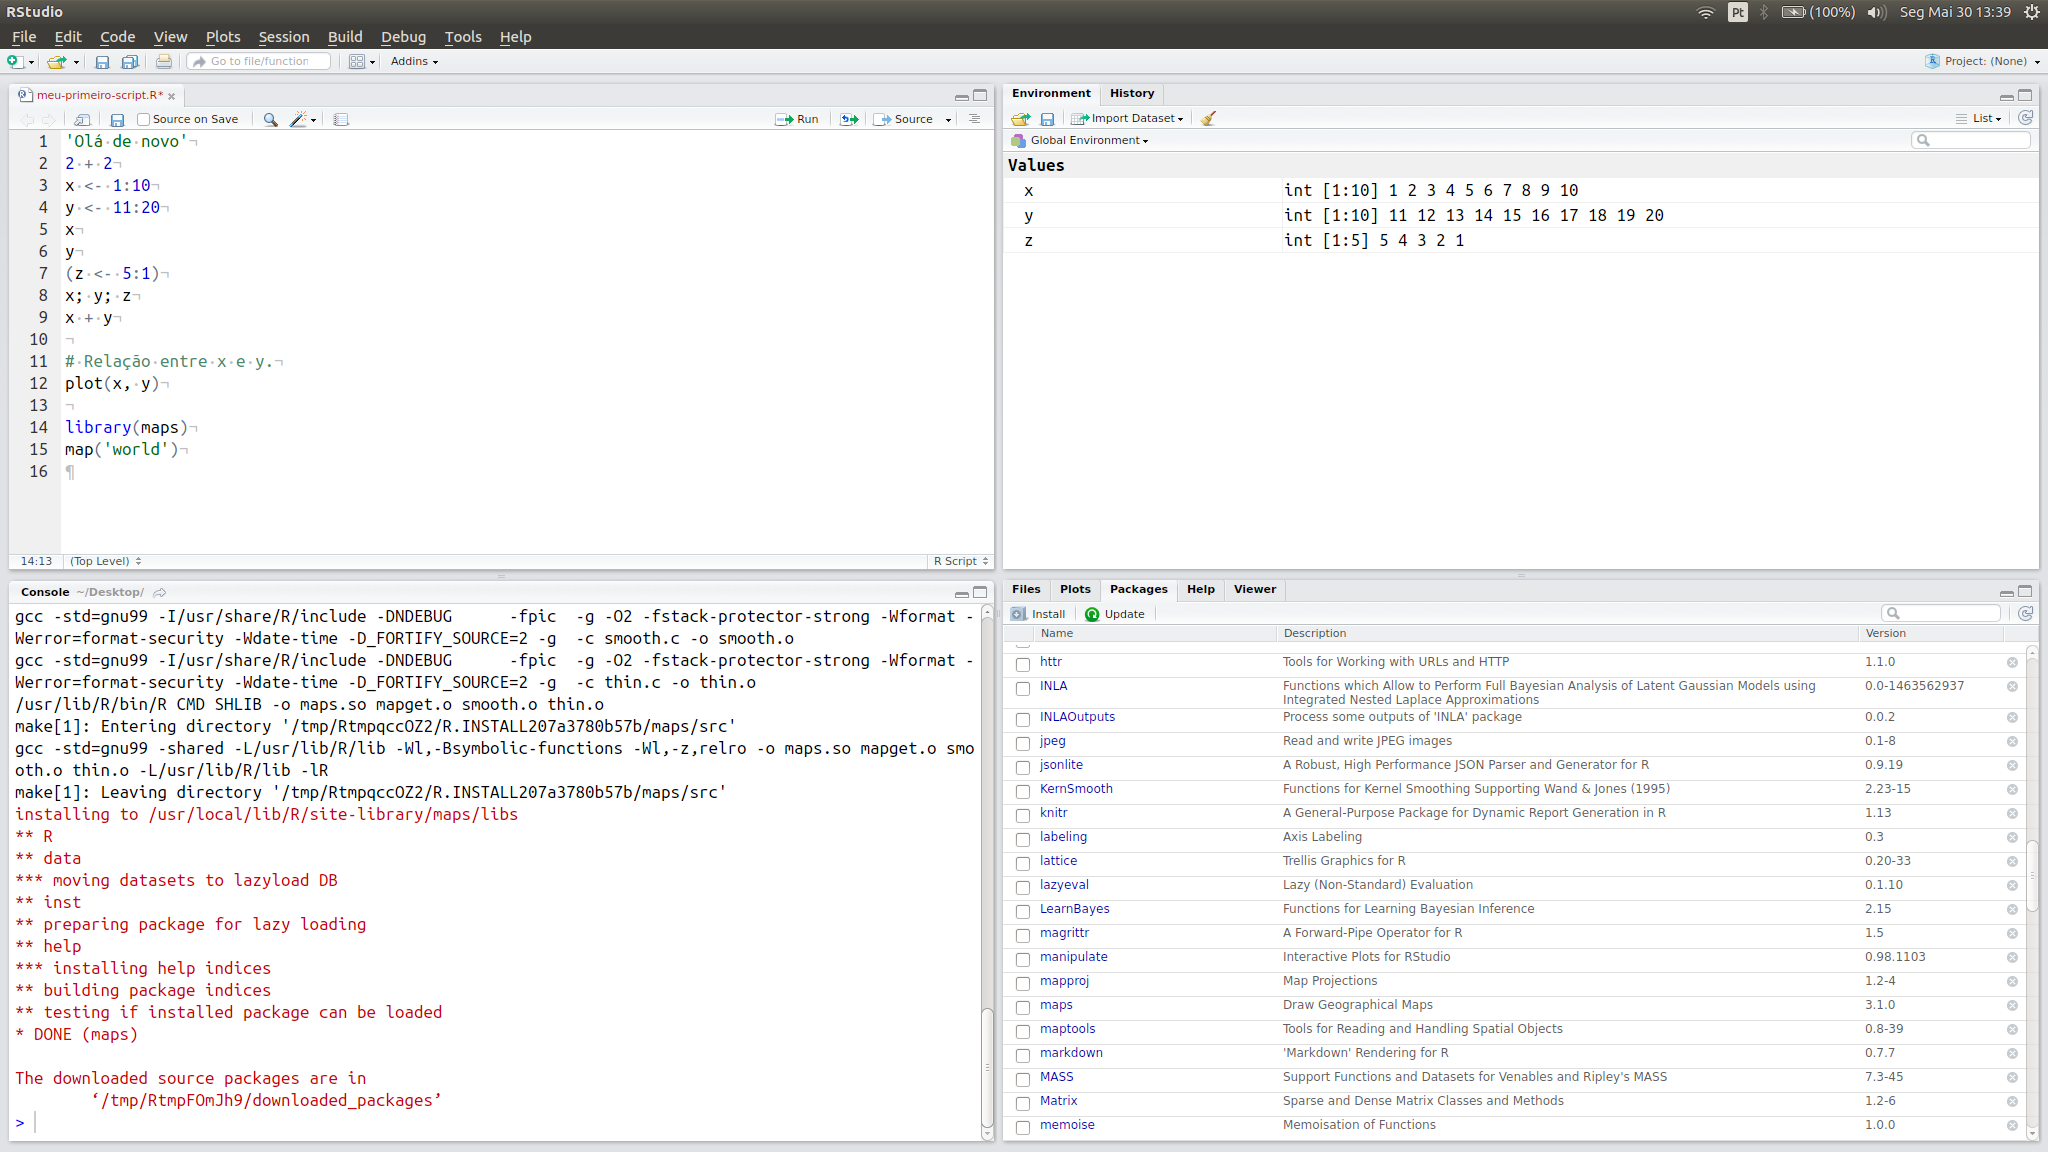 RStudio
Pt
(100%)
Seg Mai 30 13:39
File Edit Code View Plots Session Build Debug Tools Help
Go to file/function
Addins
Project: (None)
meu-primeiro-script.R*
Source on Save
Run
Source
1 'Olá·de·novo'¬
2 2·+·2¬
3 x·<-·1:10¬
4 y·<-·11:20¬
5 x¬
6 y¬
7 (z·<-·5:1)¬
8 x;·y;·z¬
9 x·+·y¬
10 ¬
11 #·Relação·entre·x·e·y.¬
12 plot(x,·y)¬
13 ¬
14 library(maps)¬
15 map('world')¬
16 ¶
14:13
(Top Level)
R Script
Environment History
Import Dataset
List
Global Environment
Values
x int [1:10] 1 2 3 4 5 6 7 8 9 10
y int [1:10] 11 12 13 14 15 16 17 18 19 20
z int [1:5] 5 4 3 2 1
Console ~/Desktop/
gcc -std=gnu99 -I/usr/share/R/include -DNDEBUG      -fpic  -g -O2 -fstack-protector-strong -Wformat -
Werror=format-security -Wdate-time -D_FORTIFY_SOURCE=2 -g  -c smooth.c -o smooth.o
gcc -std=gnu99 -I/usr/share/R/include -DNDEBUG      -fpic  -g -O2 -fstack-protector-strong -Wformat -
Werror=format-security -Wdate-time -D_FORTIFY_SOURCE=2 -g  -c thin.c -o thin.o
/usr/lib/R/bin/R CMD SHLIB -o maps.so mapget.o smooth.o thin.o
make[1]: Entering directory '/tmp/RtmpqccOZ2/R.INSTALL207a3780b57b/maps/src'
gcc -std=gnu99 -shared -L/usr/lib/R/lib -Wl,-Bsymbolic-functions -Wl,-z,relro -o maps.so mapget.o smo
oth.o thin.o -L/usr/lib/R/lib -lR
make[1]: Leaving directory '/tmp/RtmpqccOZ2/R.INSTALL207a3780b57b/maps/src'
installing to /usr/local/lib/R/site-library/maps/libs
** R
** data
*** moving datasets to lazyload DB
** inst
** preparing package for lazy loading
** help
*** installing help indices
** building package indices
** testing if installed package can be loaded
* DONE (maps)
The downloaded source packages are in
‘/tmp/RtmpFOmJh9/downloaded_packages’
>
Files Plots Packages Help Viewer
Install Update
Name Description Version
httr Tools for Working with URLs and HTTP 1.1.0
INLA Functions which Allow to Perform Full Bayesian Analysis of Latent Gaussian Models using 0.0-1463562937
Integrated Nested Laplace Approximations
INLAOutputs Process some outputs of 'INLA' package 0.0.2
jpeg Read and write JPEG images 0.1-8
jsonlite A Robust, High Performance JSON Parser and Generator for R 0.9.19
KernSmooth Functions for Kernel Smoothing Supporting Wand & Jones (1995) 2.23-15
knitr A General-Purpose Package for Dynamic Report Generation in R 1.13
labeling Axis Labeling 0.3
lattice Trellis Graphics for R 0.20-33
lazyeval Lazy (Non-Standard) Evaluation 0.1.10
LearnBayes Functions for Learning Bayesian Inference 2.15
magrittr A Forward-Pipe Operator for R 1.5
manipulate Interactive Plots for RStudio 0.98.1103
mapproj Map Projections 1.2-4
maps Draw Geographical Maps 3.1.0
maptools Tools for Reading and Handling Spatial Objects 0.8-39
markdown 'Markdown' Rendering for R 0.7.7
MASS Support Functions and Datasets for Venables and Ripley's MASS 7.3-45
Matrix Sparse and Dense Matrix Classes and Methods 1.2-6
memoise Memoisation of Functions 1.0.0